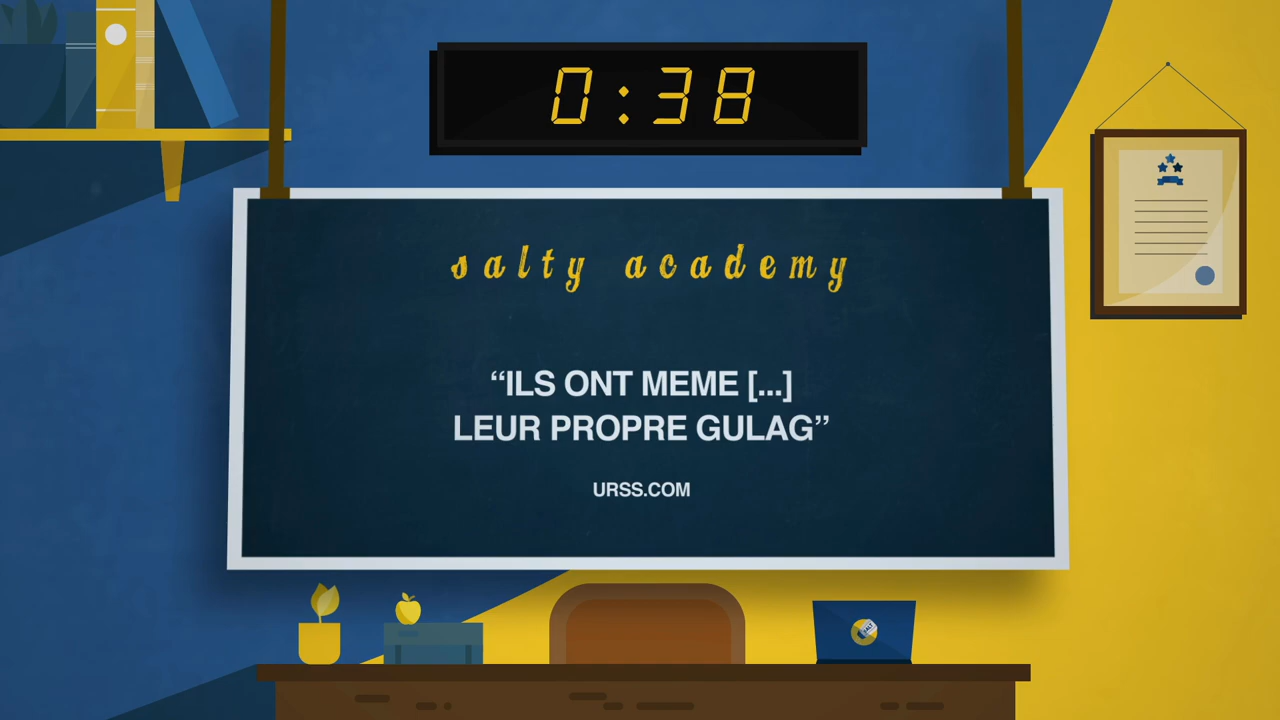 0:38
salty academy
“ILS ONT MEME [...]
LEUR PROPRE GULAG”
URSS.COM